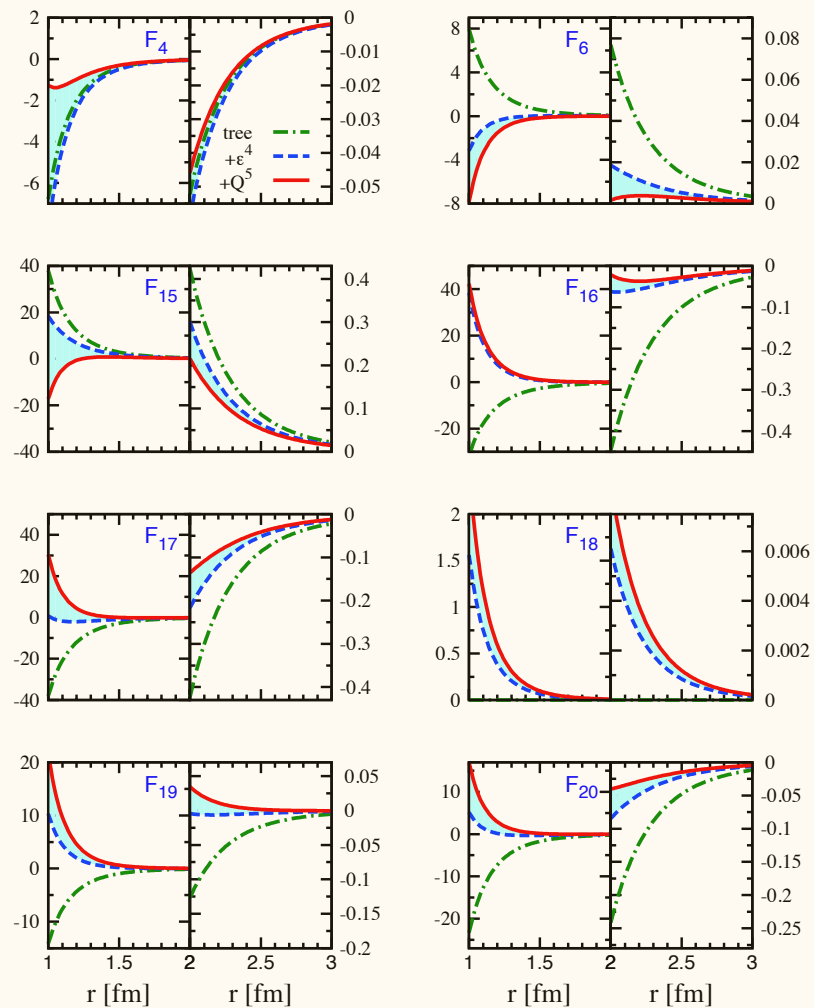 2 F₄ 0 F₆ 0.08
0 -0.01 8
-2 -0.02 4 0.06
-4 tree -0.03 0 0.04
+ε⁴ -0.04 -4 0.02
-6 +Q⁵ -0.05 -8 0
40 F₁₅ 0.4 F₁₆ 0
20 0.3 40 -0.1
0 0.2 20 -0.2
-20 0.1 0 -0.3
-40 0 -20 -0.4
40 F₁₇ 0 2 F₁₈
20 -0.1 1.5 0.006
0 -0.2 1 0.004
-20 -0.3 0.5 0.002
-40 -0.4 0 0
20 F₁₉ 0.05 F₂₀ 0
10 0 10 -0.05
0 -0.05 0 -0.1
-10 -0.1 -10 -0.15
-0.15 -20 -0.2
-0.2 -0.25
1 1.5 2 2.5 3 1 1.5 2 2.5 3
r [fm] r [fm] r [fm] r [fm]